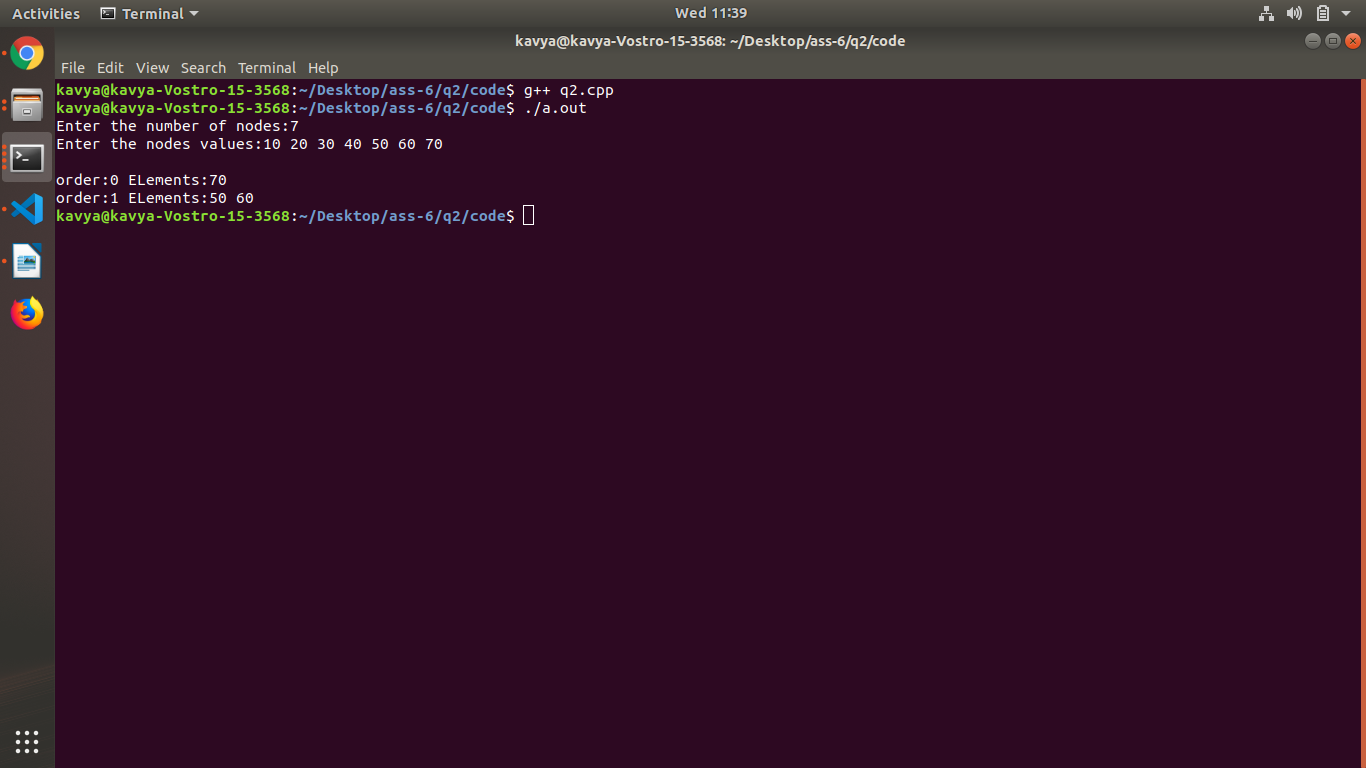 Activities Terminal Wed 11:39
kavya@kavya-Vostro-15-3568: ~/Desktop/ass-6/q2/code
File Edit View Search Terminal Help
kavya@kavya-Vostro-15-3568:~/Desktop/ass-6/q2/code$ g++ q2.cpp
kavya@kavya-Vostro-15-3568:~/Desktop/ass-6/q2/code$ ./a.out
Enter the number of nodes:7
Enter the nodes values:10 20 30 40 50 60 70
order:0 ELements:70
order:1 ELements:50 60
kavya@kavya-Vostro-15-3568:~/Desktop/ass-6/q2/code$